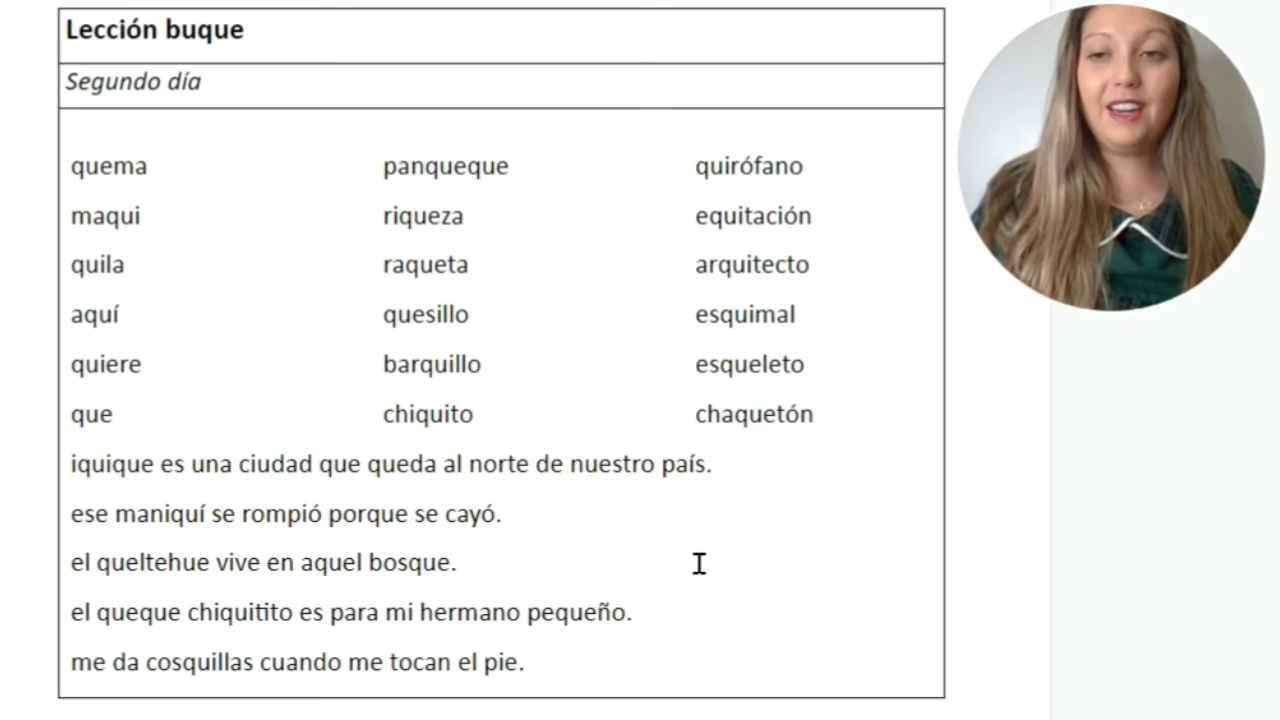 Lección buque
Segundo día
quema panqueque quirófano
maqui riqueza equitación
quila raqueta arquitecto
aquí quesillo esquimal
quiere barquillo esqueleto
que chiquito chaquetón
iquique es una ciudad que queda al norte de nuestro país.
ese maniquí se rompió porque se cayó.
el queltehue vive en aquel bosque.
el queque chiquitito es para mi hermano pequeño.
me da cosquillas cuando me tocan el pie.